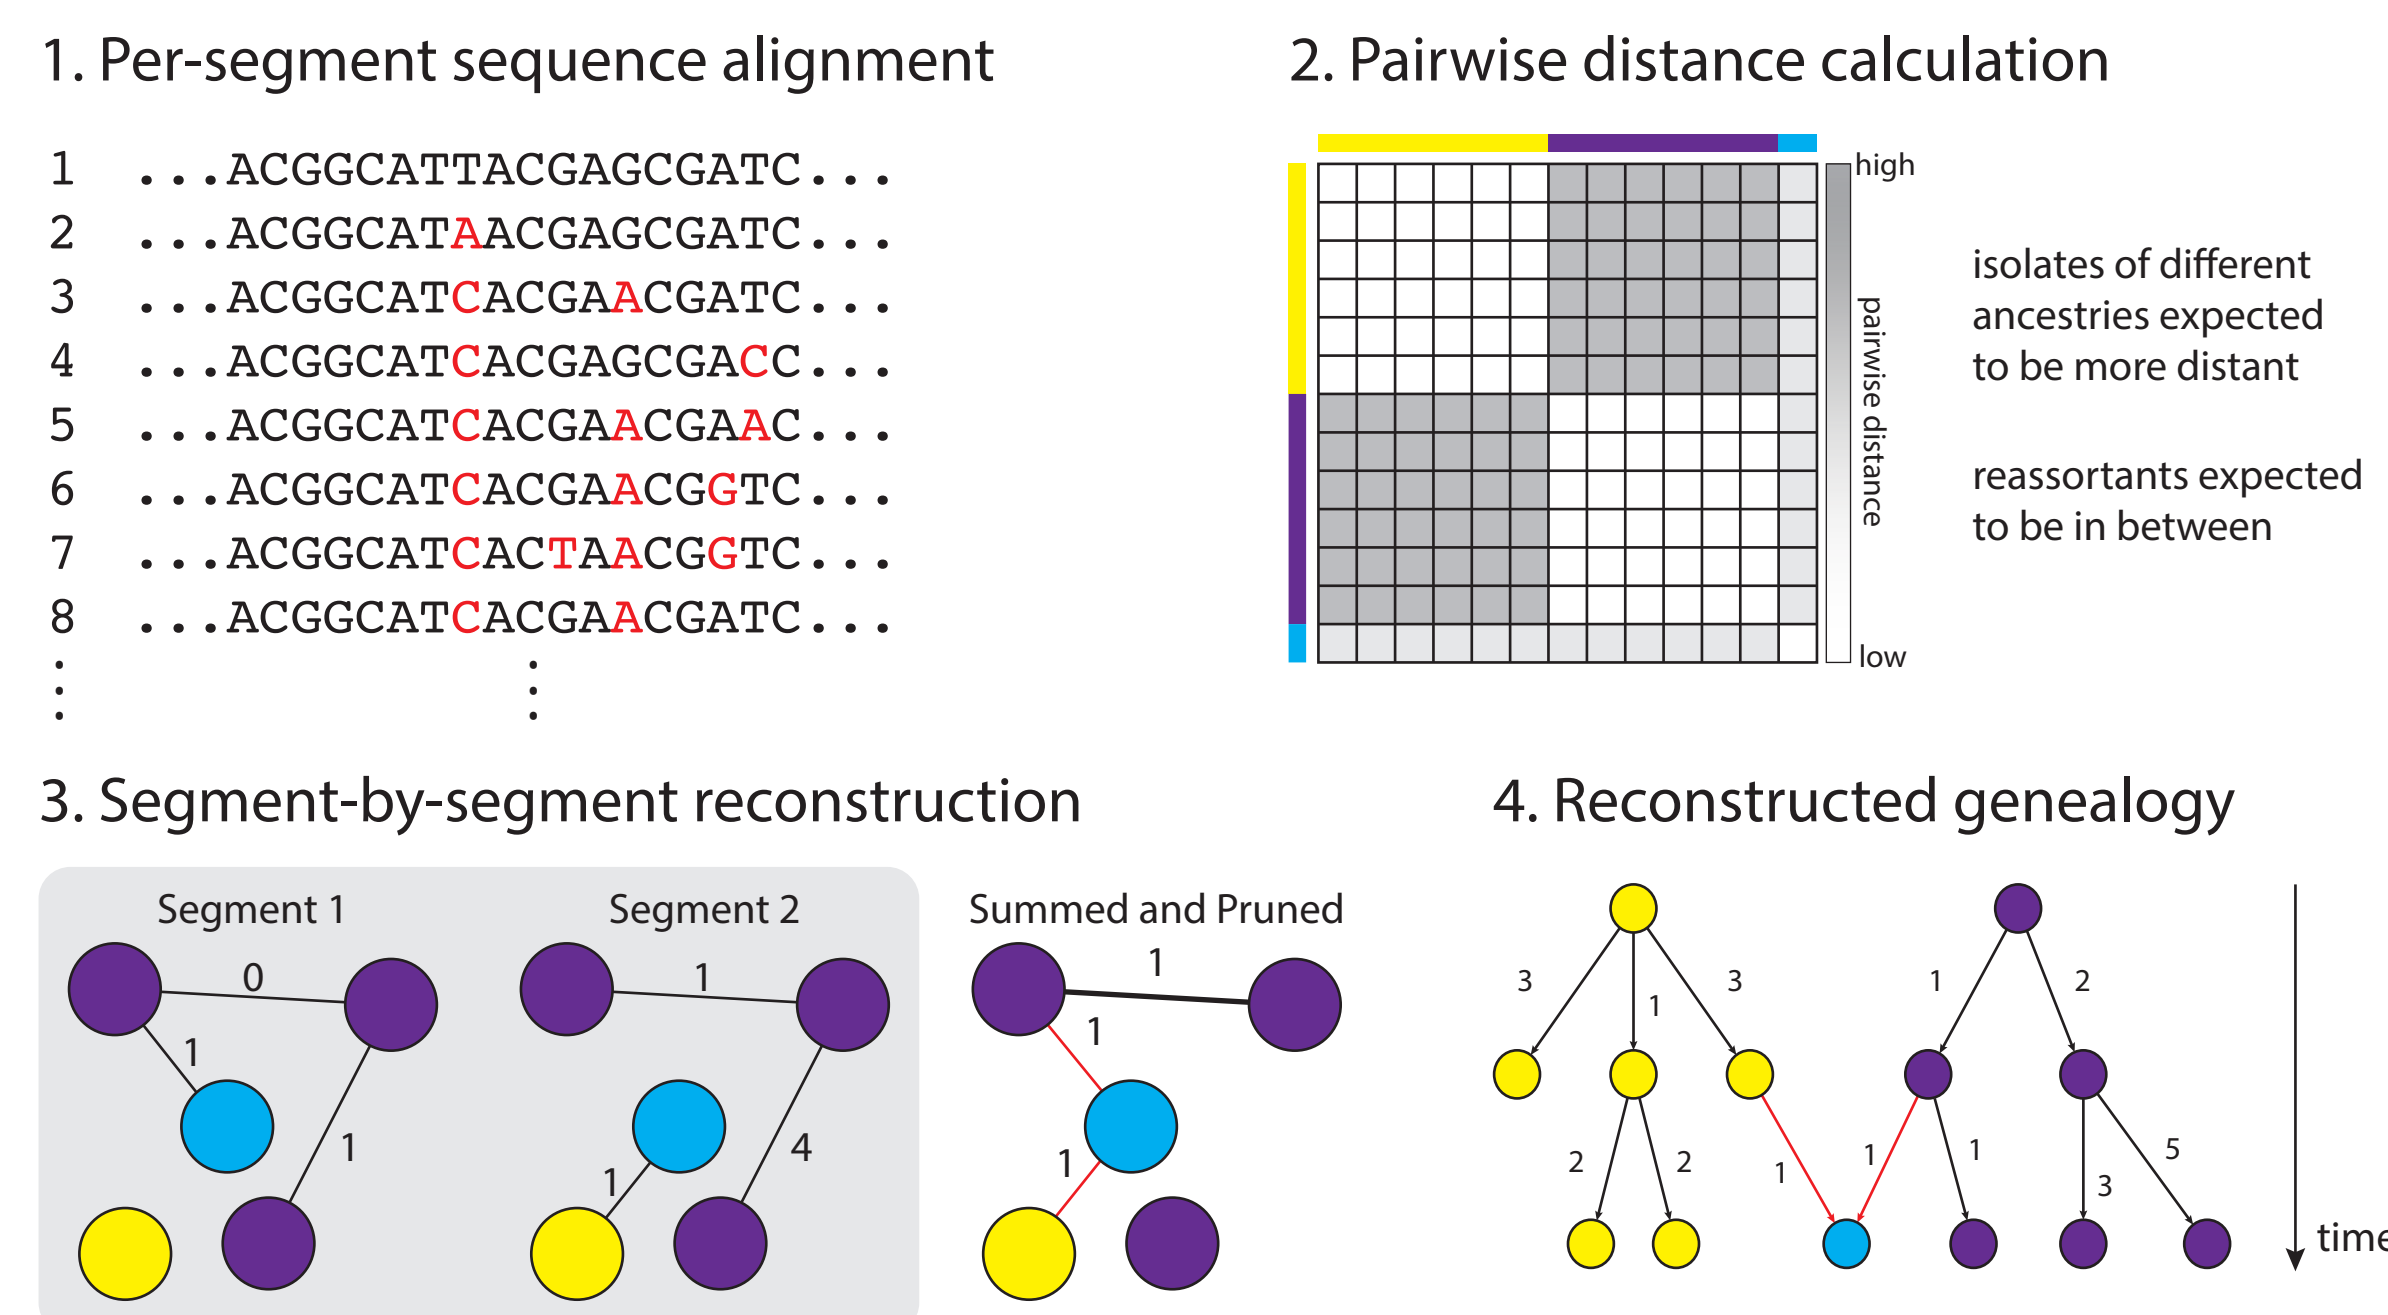 1. Per-segment sequence alignment
1 ...ACGGCATTACGAGCGATC...
2 ...ACGGCATAACGAGCGATC...
3 ...ACGGCATCACGAACGATC...
4 ...ACGGCATCACGAGCGACC...
5 ...ACGGCATCACGAACGAAC...
6 ...ACGGCATCACGAACGGTC...
7 ...ACGGCATCACTAACGGTC...
8 ...ACGGCATCACGAACGATC...
2. Pairwise distance calculation
high
pairwise distance
low
isolates of different
ancestries expected
to be more distant
reassortants expected
to be in between
3. Segment-by-segment reconstruction
Segment 1
0
1
1
Segment 2
1
4
1
Summed and Pruned
1
1
1
4. Reconstructed genealogy
3
1
3
1
2
2
2
1
1
1
3
5
time